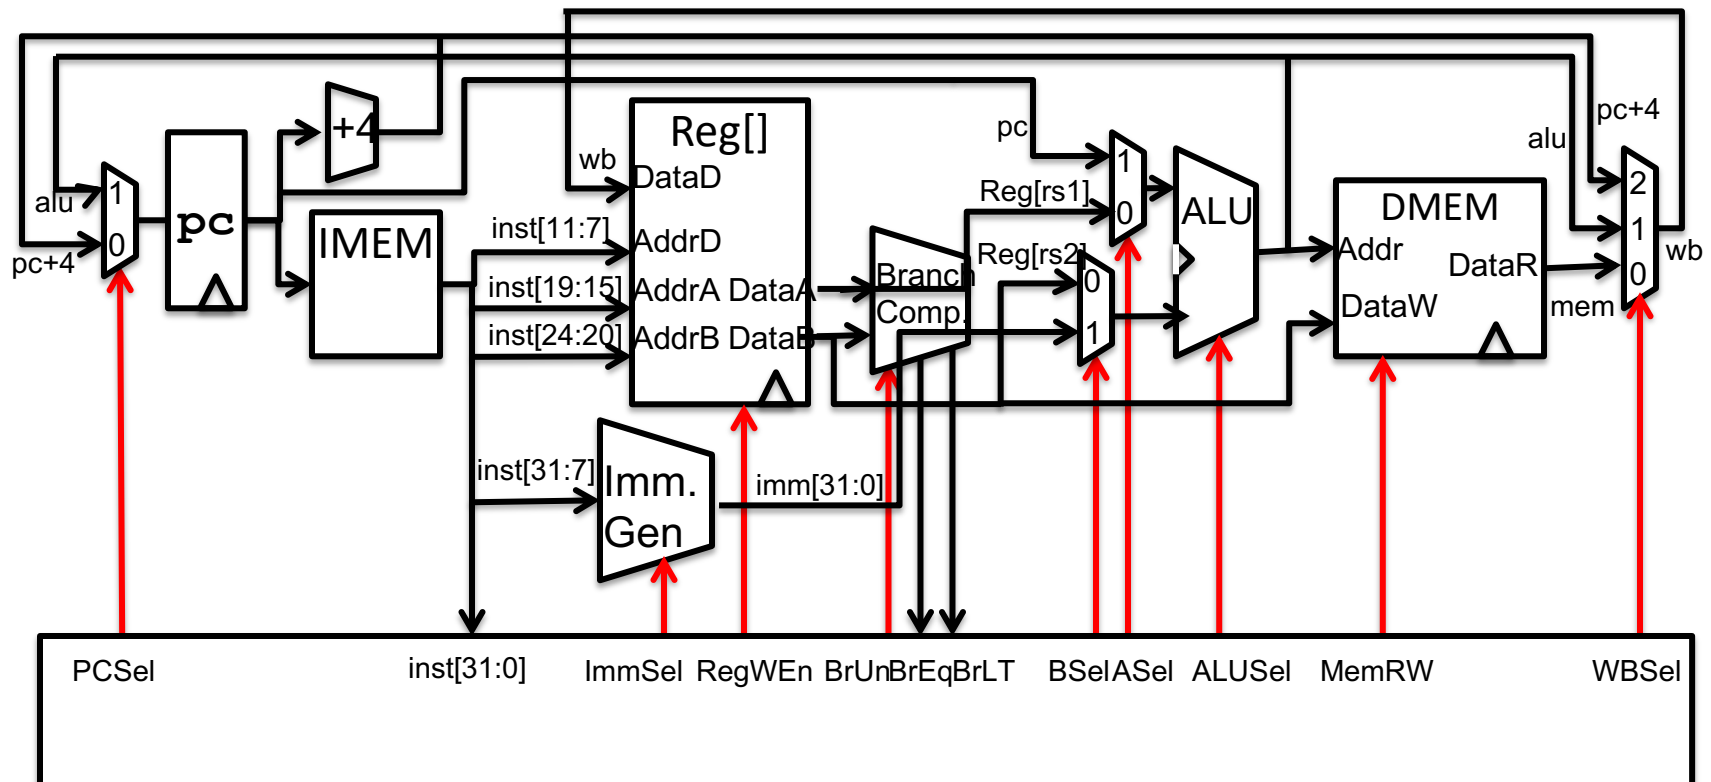 pc+4
alu
+4
Reg[]
wb
DataD
pc
alu
1
2
1
0
Reg[rs1]
0
ALU
DMEM
1
0
alu
pc+4
pc
IMEM
inst[11:7]
AddrD
inst[19:15]
AddrA DataA
inst[24:20]
AddrB DataB
Branch
Comp.
Reg[rs2]
0
1
Addr
DataR
DataW
mem
wb
inst[31:7]
Imm.
Gen
imm[31:0]
PCSel
inst[31:0]
ImmSel
RegWEn
BrUn
BrEq
BrLT
BSel
ASel
ALUSel
MemRW
WBSel